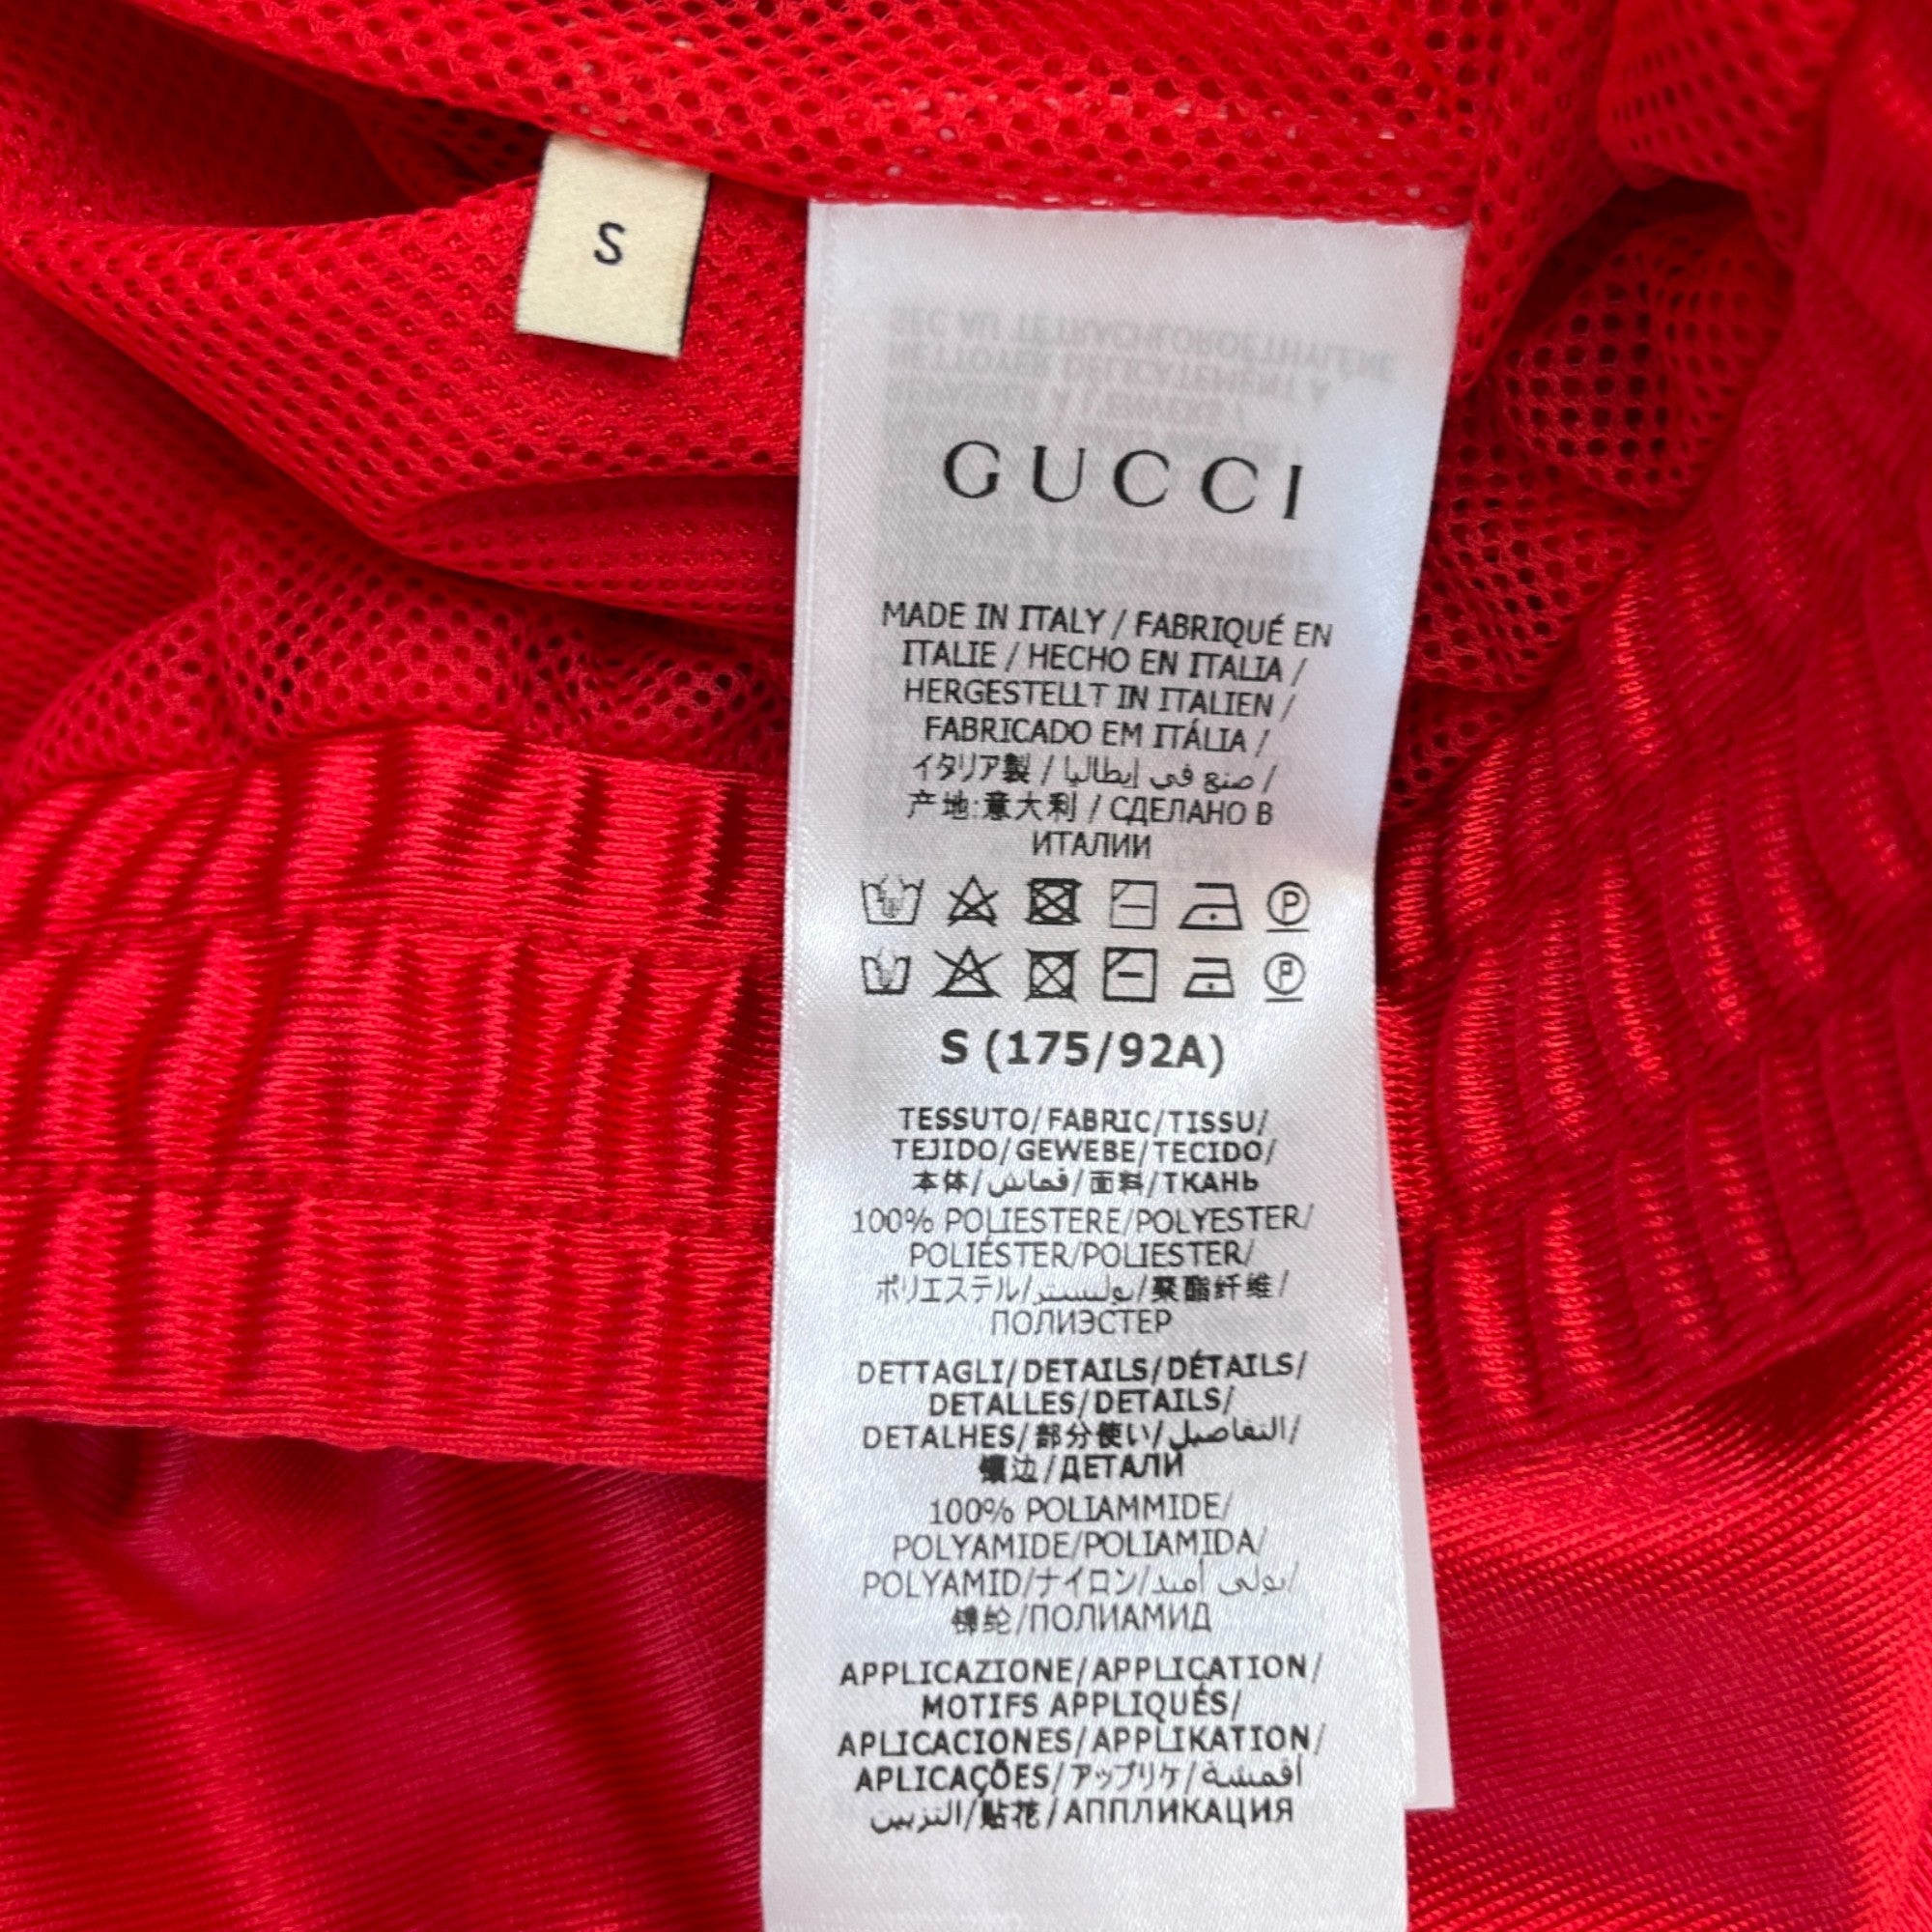 S
GUCCI
MADE IN ITALY / FABRIQUÉ EN
ITALIE / HECHO EN ITALIA /
HERGESTELLT IN ITALIEN /
FABRICADO EM ITÁLIA /
イタリア製 / صنع في إيطاليا /
产地:意大利 / СДЕЛАНО В
ИТАЛИИ
P
P
S (175/92A)
TESSUTO/FABRIC/TISSU/
TEJIDO/GEWEBE/TECIDO/
本体/قماش/面料/ТКАНЬ
100% POLIESTERE/POLYESTER/
POLIÉSTER/POLIESTER/
ポリエステル/بوليستر/聚酯纤维/
ПОЛИЭСТЕР
DETTAGLI/DETAILS/DÉTAILS/
DETALLES/DETAILS/
DETALHES/部分使い/التفاصيل/
镶边/ДЕТАЛИ
100% POLIAMMIDE/
POLYAMIDE/POLIAMIDA/
POLYAMID/ナイロン/بولي أميد/
锦纶/ПОЛИАМИД
APPLICAZIONE/APPLICATION/
MOTIFS APPLIQUÉS/
APLICACIONES/APPLIKATION/
APLICAÇÕES/アップリケ/أقمشة
التزيين/贴花/АППЛИКАЦИЯ